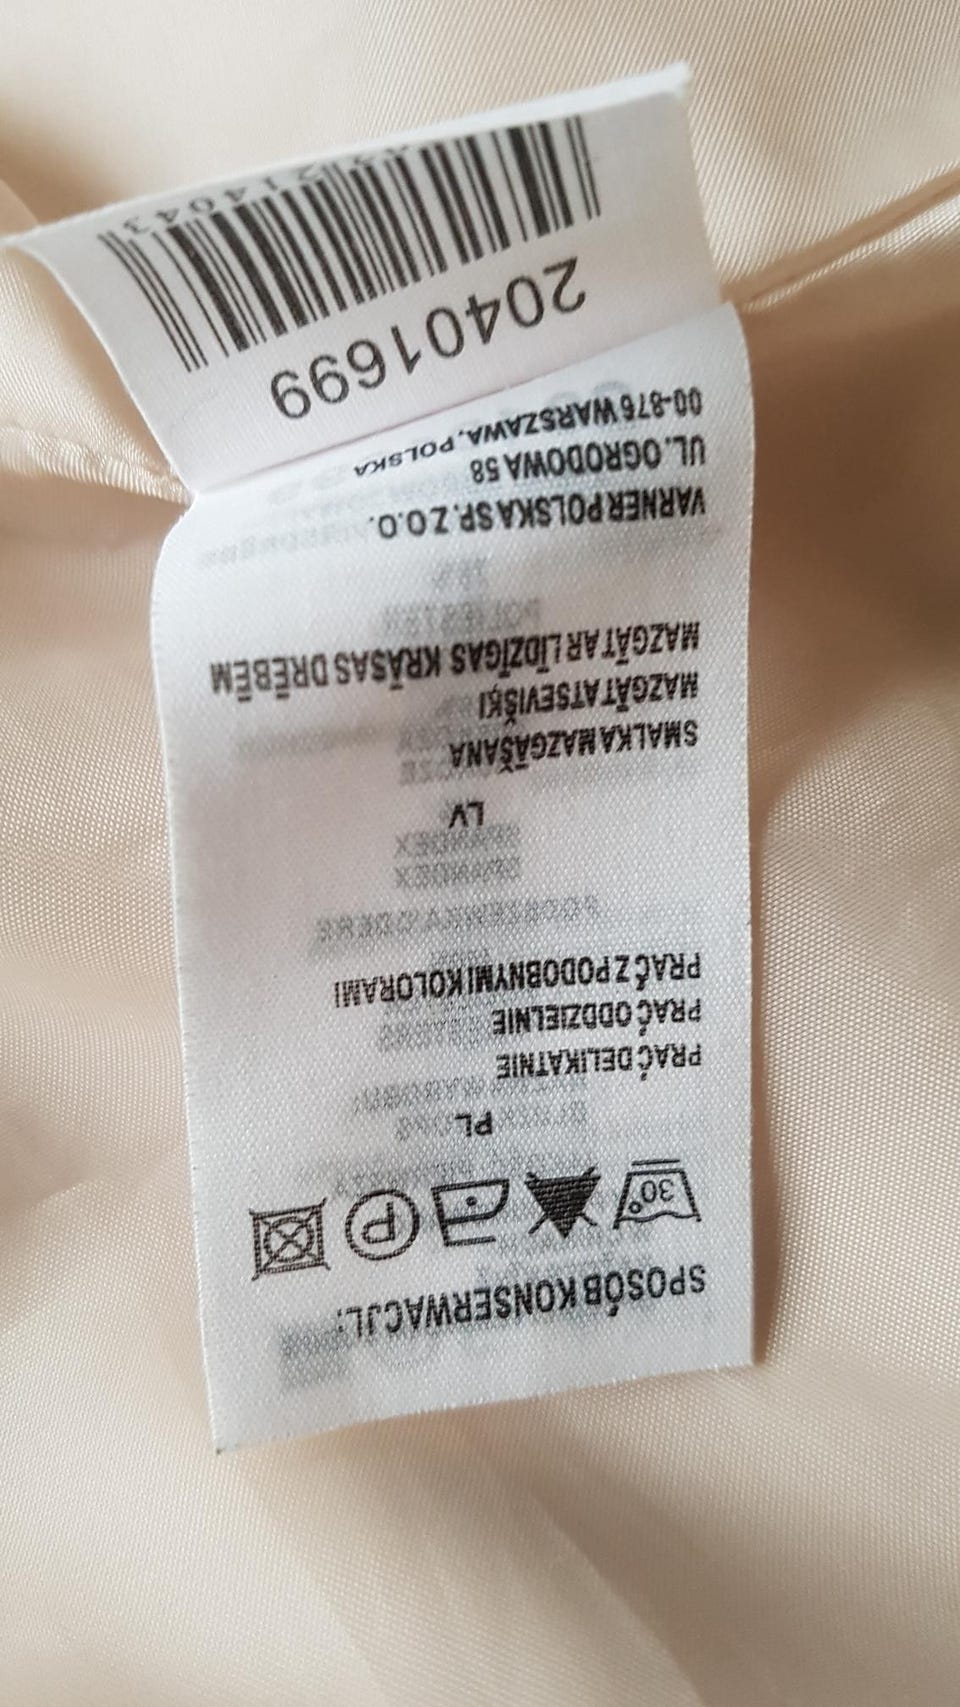 SPOSÓB KONSERWACJI:
30°
P
PL
PRAĆ DELIKATNIE
PRAĆ ODDZIELNIE
PRAĆ Z PODOBNYMI KOLORAMI
LV
SMALKA MAZGĀŠANA
MAZGĀT ATSEVIŠĶI
MAZGĀT AR LĪDZĪGAS KRĀSAS DRĒBĒM
VARNER POLSKA SP. Z O.O.
UL. OGRODOWA 58
00-876 WARSZAWA, POLSKA
20401699